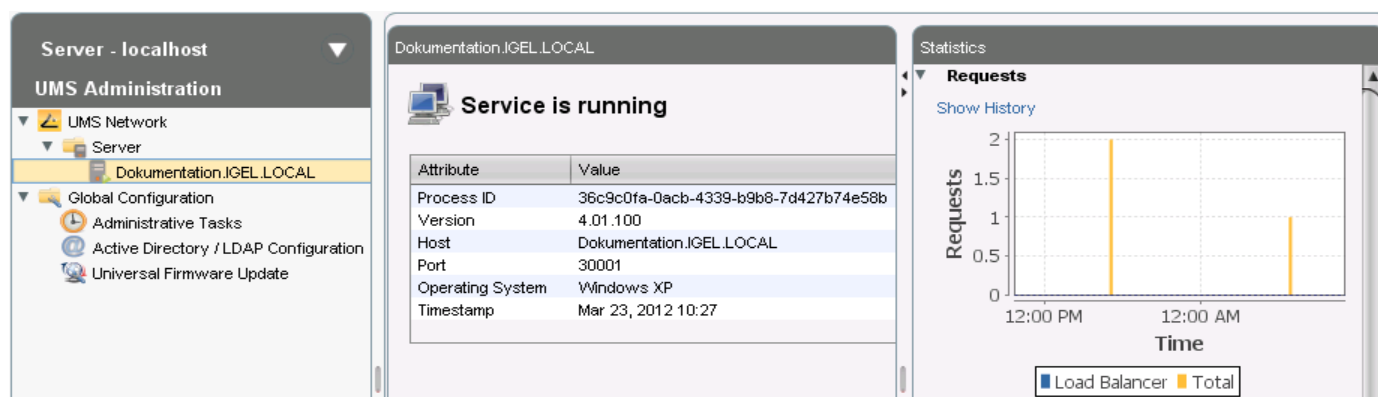 Server - localhost
UMS Administration
UMS Network
Server
Dokumentation.IGEL.LOCAL
Global Configuration
Administrative Tasks
Active Directory / LDAP Configuration
Universal Firmware Update
Dokumentation.IGEL.LOCAL
Service is running
Attribute Value
Process ID 36c9c0fa-0acb-4339-b9b8-7d427b74e58b
Version 4.01.100
Host Dokumentation.IGEL.LOCAL
Port 30001
Operating System Windows XP
Timestamp Mar 23, 2012 10:27
Statistics
Requests
Show History
Requests
2
1.5
1
0.5
0
12:00 PM 12:00 AM
Time
Load Balancer Total